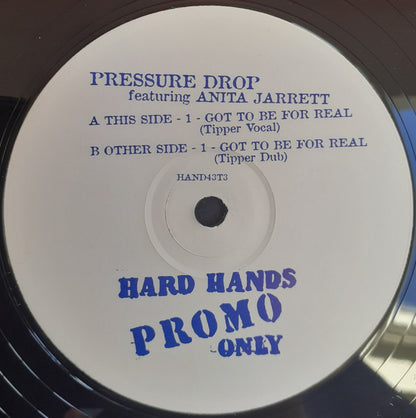 PRESSURE DROP
featuring ANITA JARRETT
A THIS SIDE - 1 - GOT TO BE FOR REAL
(Tipper Vocal)
B OTHER SIDE - 1 - GOT TO BE FOR REAL
(Tipper Dub)
HAND43T3
HARD HANDS
PROMO
ONLY